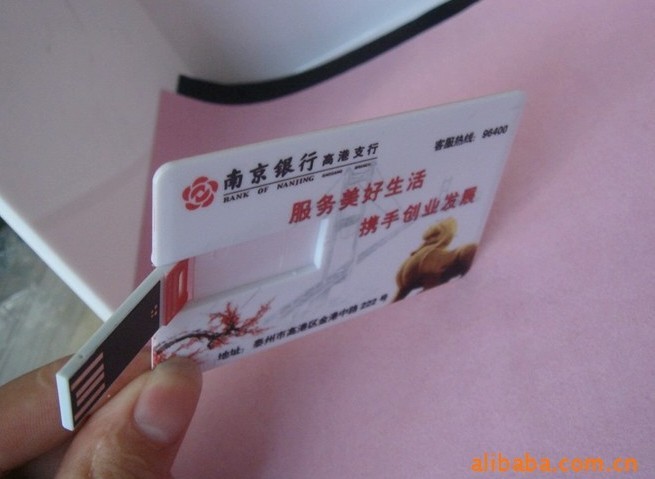 南京银行 高港支行
BANK OF NANJING
客服热线: 96400
服务美好生活
携手创业发展
地址: 泰州市高港区金港中路 222 号
alibaba.com.cn